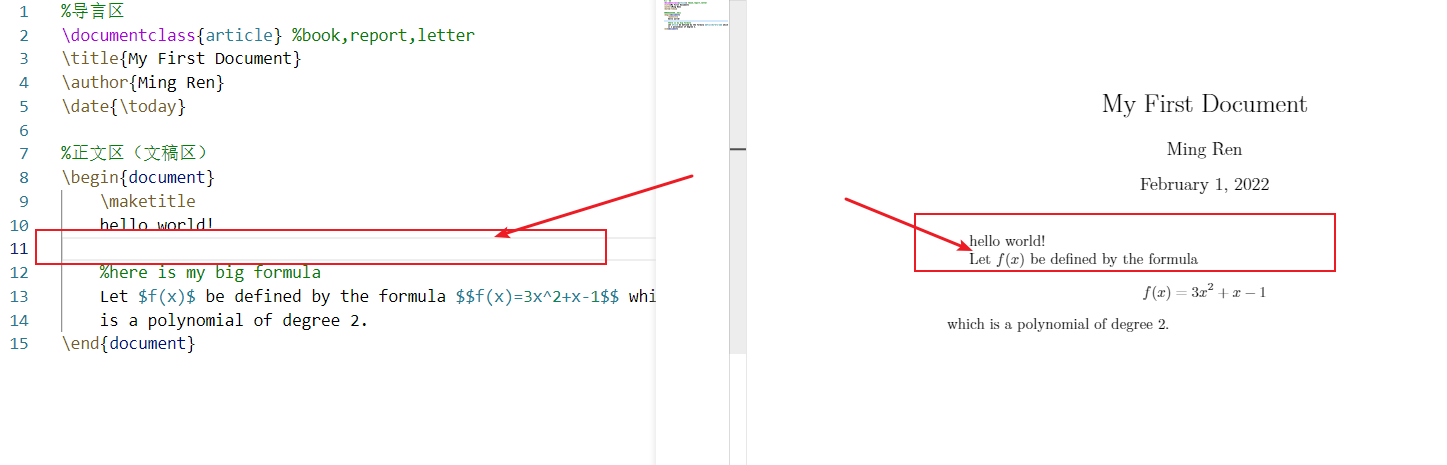 1 %导言区
2 \documentclass{article} %book,report,letter
3 \title{My First Document}
4 \author{Ming Ren}
5 \date{\today}
6
7 %正文区（文稿区）
8 \begin{document}
9 \maketitle
10 hello world!
11
12 %here is my big formula
13 Let $f(x)$ be defined by the formula $$f(x)=3x^2+x-1$$ whi
14 is a polynomial of degree 2.
15 \end{document}
My First Document
Ming Ren
February 1, 2022
hello world!
Let f(x) be defined by the formula
f(x) = 3x² + x − 1
which is a polynomial of degree 2.